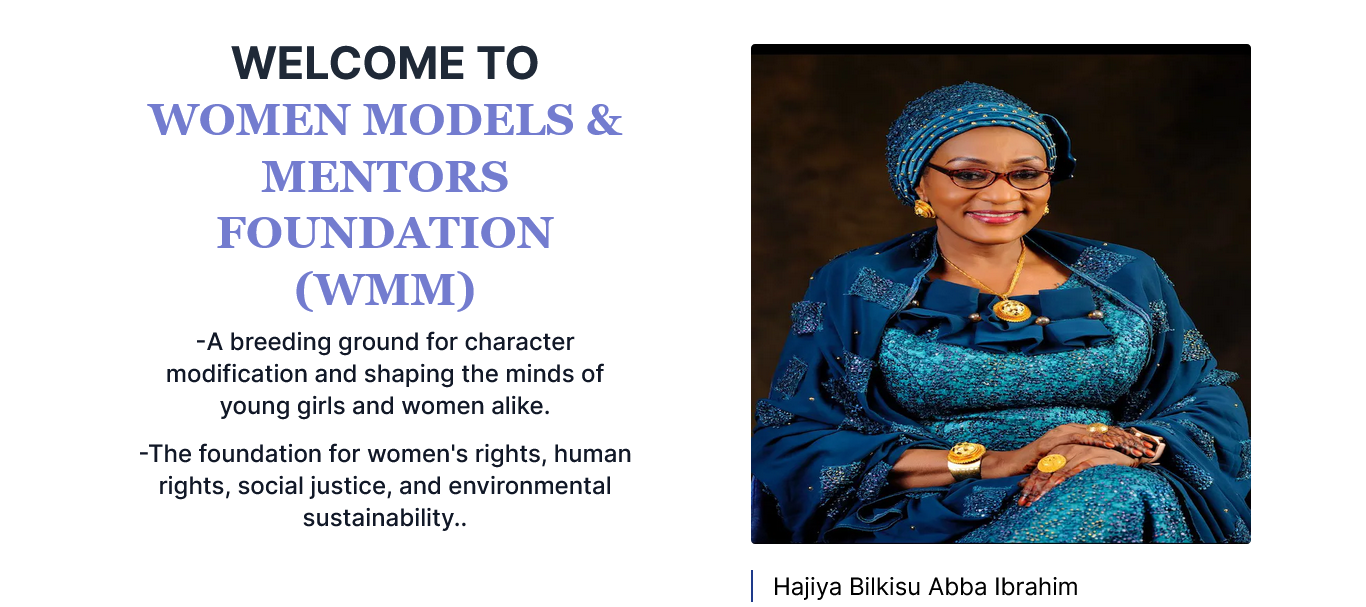 WELCOME TO
WOMEN MODELS &
MENTORS
FOUNDATION
(WMM)
-A breeding ground for character
modification and shaping the minds of
young girls and women alike.
-The foundation for women's rights, human
rights, social justice, and environmental
sustainability..
Hajiya Bilkisu Abba Ibrahim